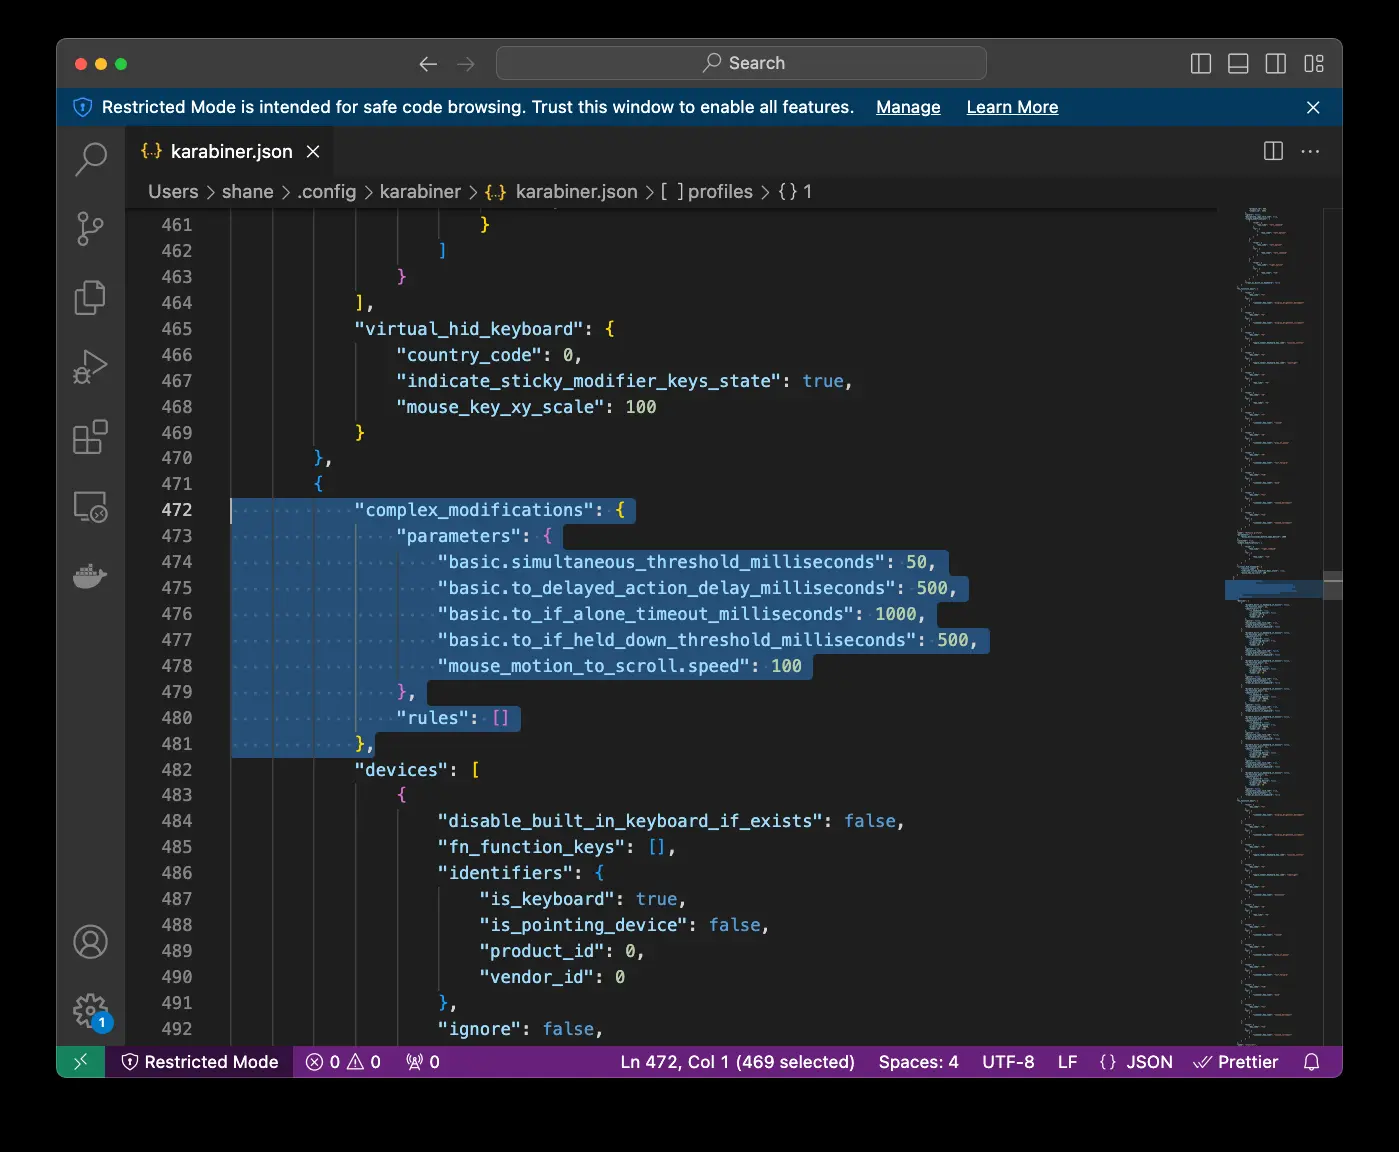 Search
Restricted Mode is intended for safe code browsing. Trust this window to enable all features. Manage Learn More
{..} karabiner.json
Users > shane > .config > karabiner > {..} karabiner.json > [ ] profiles > { } 1
461 }
462 ]
463 }
464 ],
465 "virtual_hid_keyboard": {
466 "country_code": 0,
467 "indicate_sticky_modifier_keys_state": true,
468 "mouse_key_xy_scale": 100
469 }
470 },
471 {
472 "complex_modifications": {
473 "parameters": {
474 "basic.simultaneous_threshold_milliseconds": 50,
475 "basic.to_delayed_action_delay_milliseconds": 500,
476 "basic.to_if_alone_timeout_milliseconds": 1000,
477 "basic.to_if_held_down_threshold_milliseconds": 500,
478 "mouse_motion_to_scroll.speed": 100
479 },
480 "rules": []
481 },
482 "devices": [
483 {
484 "disable_built_in_keyboard_if_exists": false,
485 "fn_function_keys": [],
486 "identifiers": {
487 "is_keyboard": true,
488 "is_pointing_device": false,
489 "product_id": 0,
490 "vendor_id": 0
491 },
492 "ignore": false,
1
Restricted Mode 0 0 0 Ln 472, Col 1 (469 selected) Spaces: 4 UTF-8 LF {} JSON Prettier